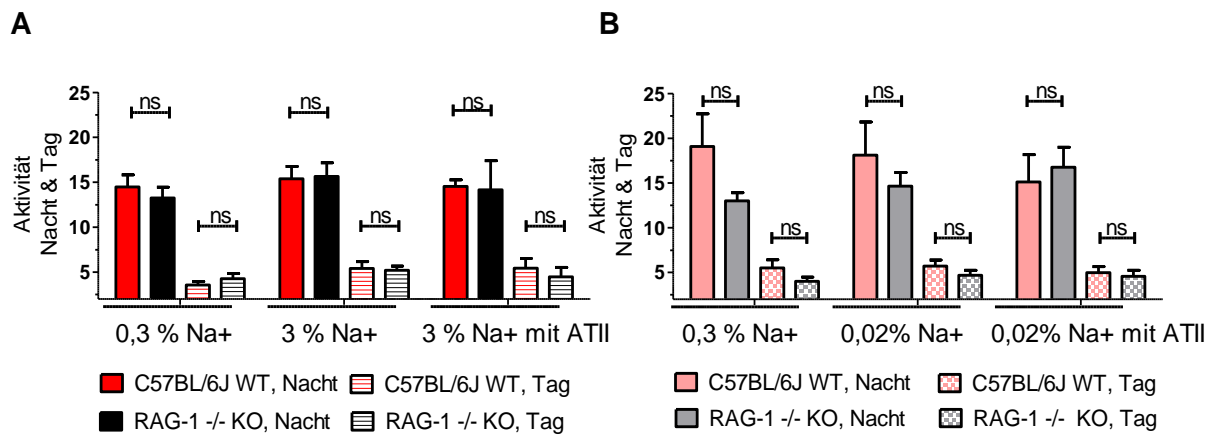 A
Aktivität
Nacht & Tag
25
20
15
10
5
ns
ns
ns
ns
ns
ns
0,3 % Na+
3 % Na+
3 % Na+ mit ATII
C57BL/6J WT, Nacht
C57BL/6J WT, Tag
RAG-1 -/- KO, Nacht
RAG-1 -/- KO, Tag
B
Aktivität
Nacht & Tag
25
20
15
10
5
ns
ns
ns
ns
ns
ns
0,3 % Na+
0,02% Na+
0,02% Na+ mit ATII
C57BL/6J WT, Nacht
C57BL/6J WT, Tag
RAG-1 -/- KO, Nacht
RAG-1 -/- KO, Tag